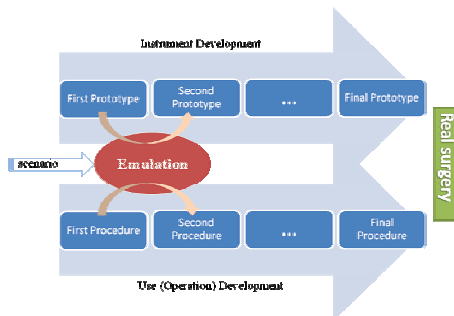 Instrument Development
First Prototype
Second
Prototype
...
Final Prototype
scenario
Emulation
Real surgery
First Procedure
Second
Procedure
...
Final
Procedure
Use (Operation) Development